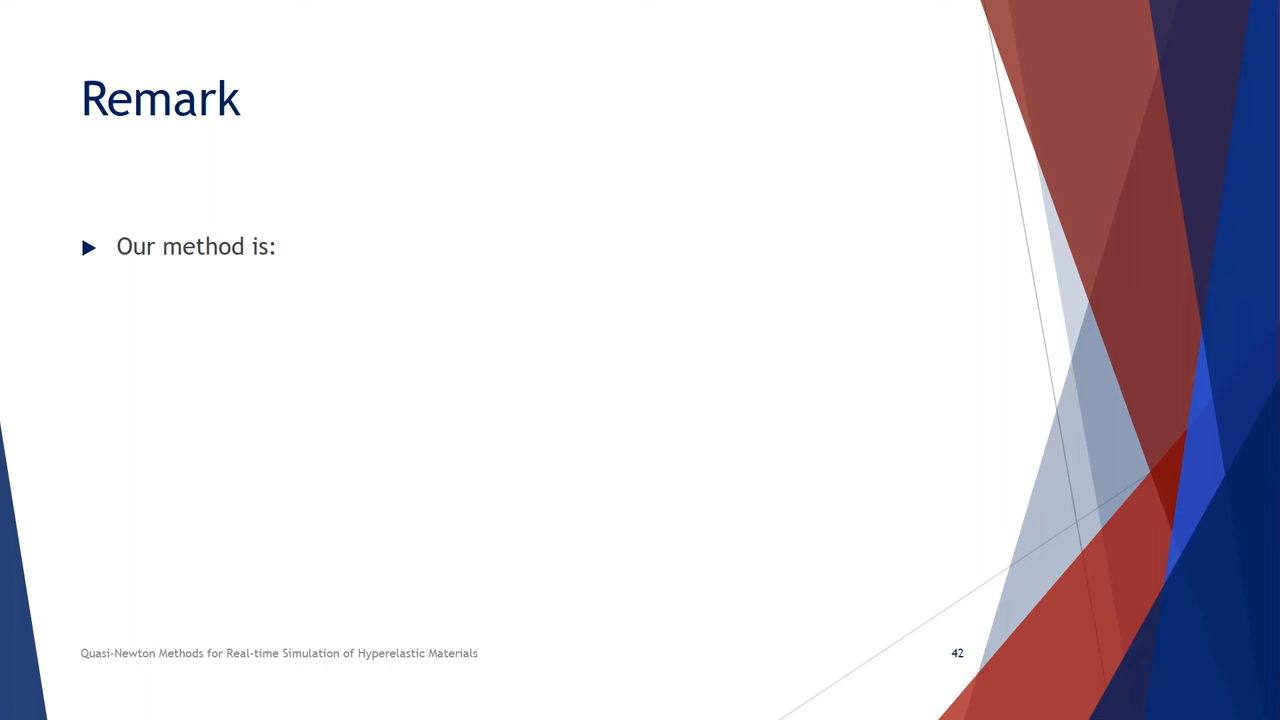 Remark
Our method is:
Quasi-Newton Methods for Real-time Simulation of Hyperelastic Materials
42